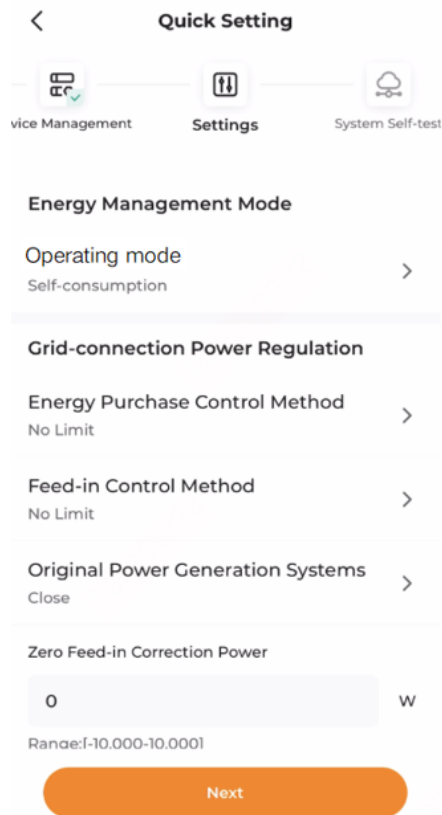 Quick Setting
vice Management
Settings
System Self-test
Energy Management Mode
Operating mode
Self-consumption
Grid-connection Power Regulation
Energy Purchase Control Method
No Limit
Feed-in Control Method
No Limit
Original Power Generation Systems
Close
Zero Feed-in Correction Power
0 W
Range:[-10.000-10.000]
Next